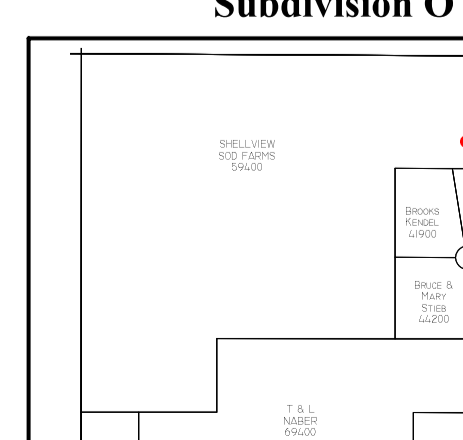 Subdivision O
SHELLVIEW
SOD FARMS
59400
BROOKS
KENDEL
41900
BRUCE &
MARY
STIEB
44200
T & L
NABER
69400